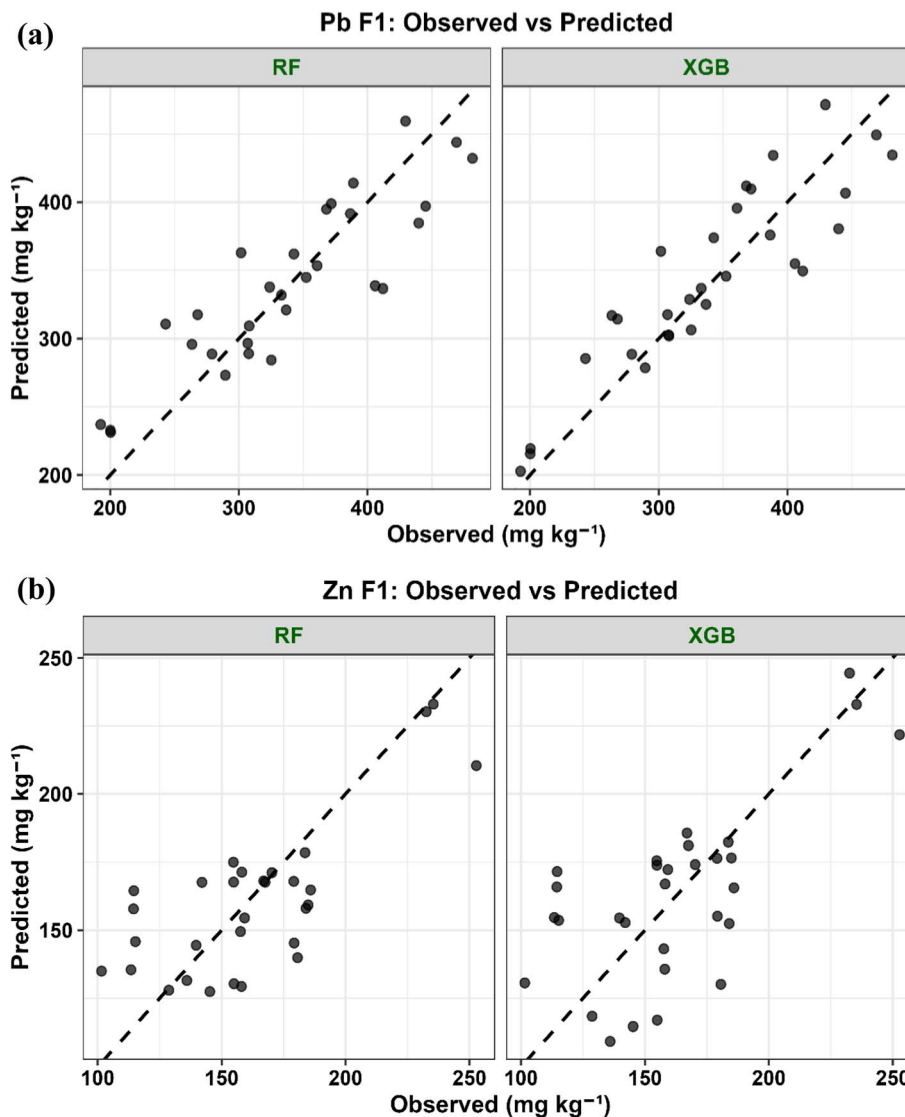 (a)
Pb F1: Observed vs Predicted
RF XGB
Predicted (mg kg⁻¹)
400
300
200
200 300 400 200 300 400
Observed (mg kg⁻¹)
(b)
Zn F1: Observed vs Predicted
RF XGB
Predicted (mg kg⁻¹)
250
200
150
100 150 200 250 100 150 200 250
Observed (mg kg⁻¹)